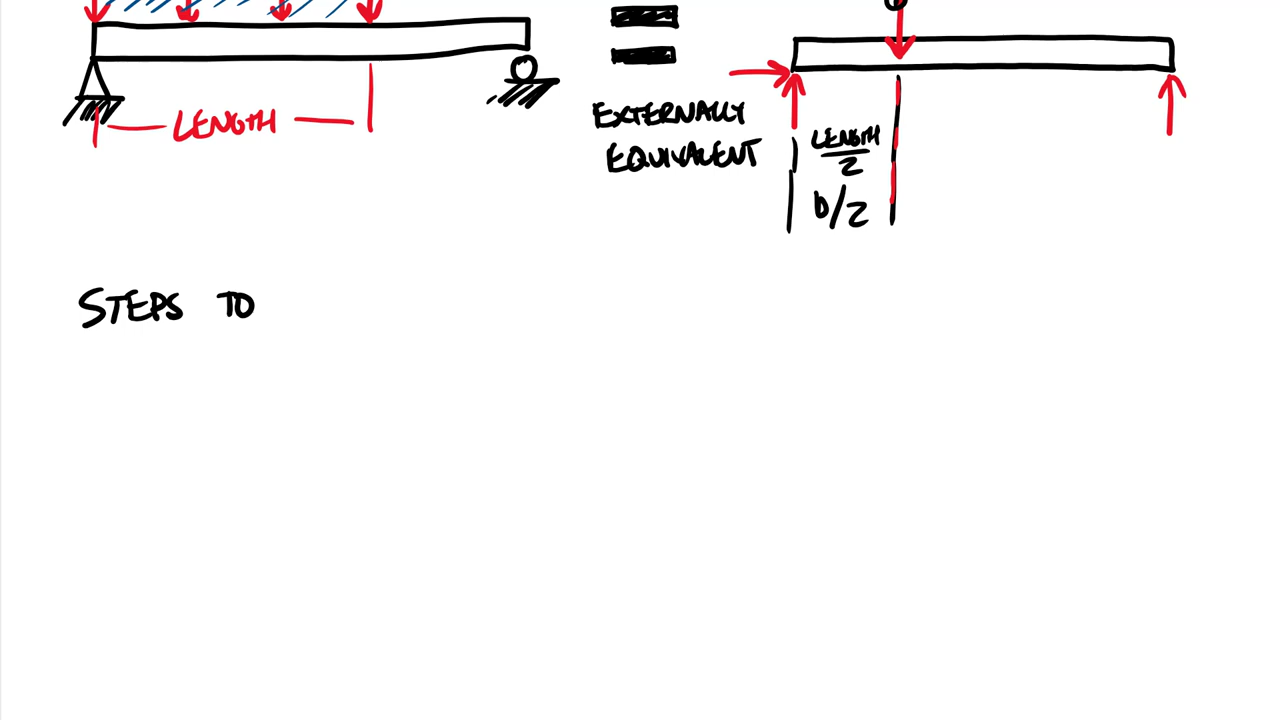 LENGTH
EXTERNALLY
EQUIVALENT
LENGTH
2
b/2
STEPS TO